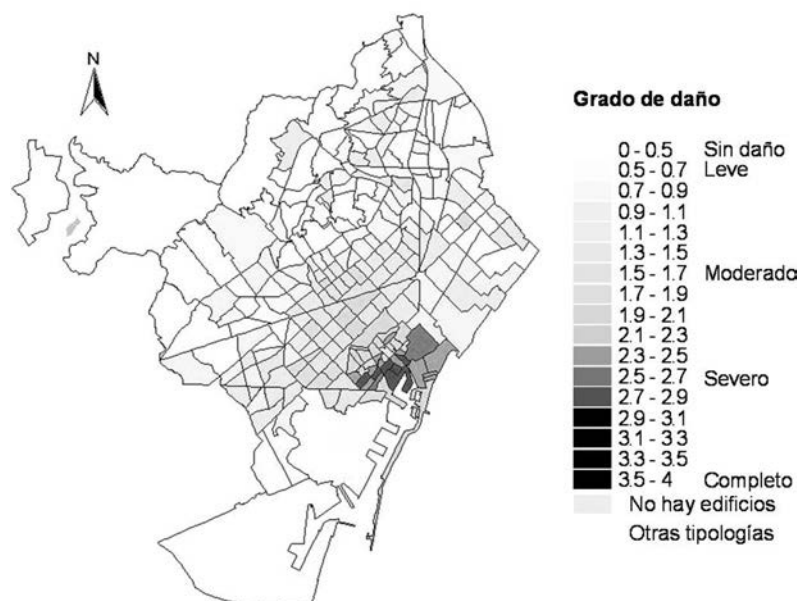 N
Grado de daño
0 - 0.5 Sin daño
0.5 - 0.7 Leve
0.7 - 0.9
0.9 - 1.1
1.1 - 1.3
1.3 - 1.5
1.5 - 1.7 Moderado
1.7 - 1.9
1.9 - 2.1
2.1 - 2.3
2.3 - 2.5
2.5 - 2.7 Severo
2.7 - 2.9
2.9 - 3.1
3.1 - 3.3
3.3 - 3.5
3.5 - 4 Completo
No hay edificios
Otras tipologías